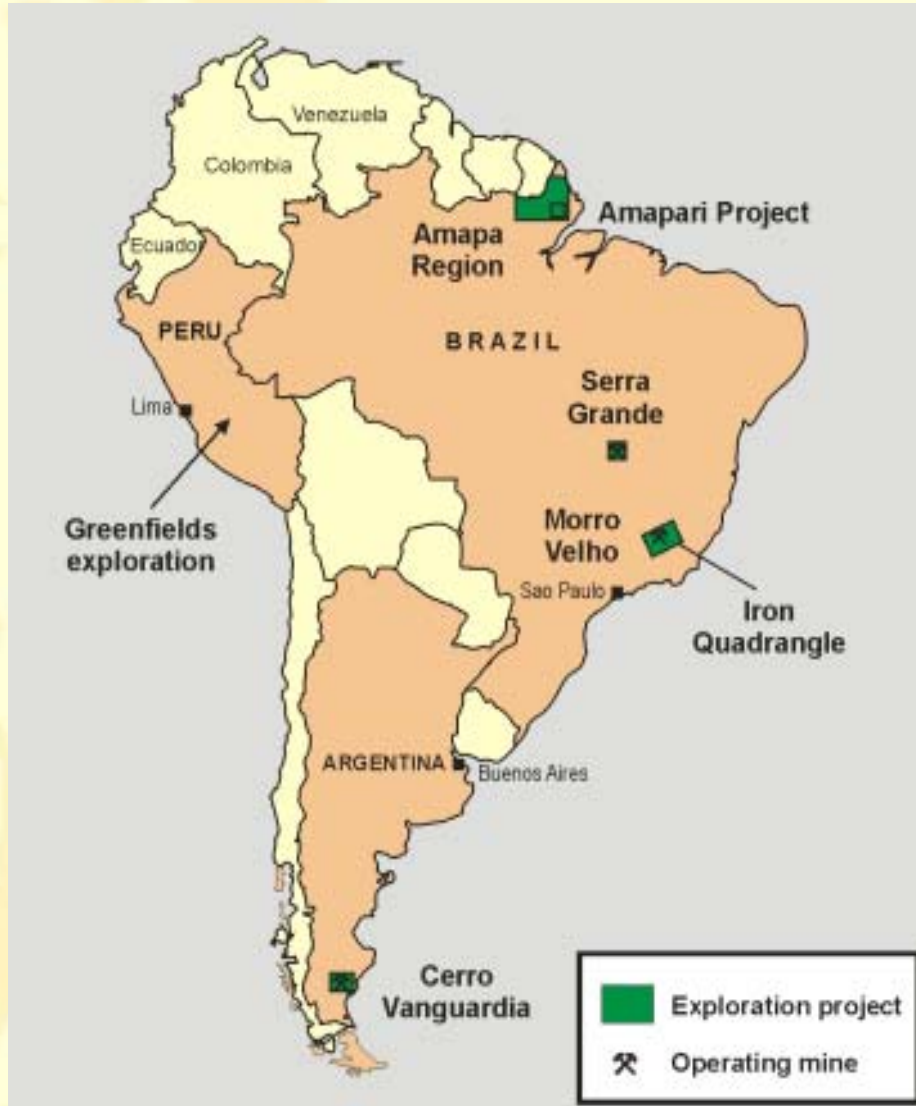 Venezuela
Colombia
Ecuador
Amapari Project
Amapa
Region
PERU
BRAZIL
Serra
Grande
Lima
Greenfields
exploration
Morro
Velho
Sao Paulo
Iron
Quadrangle
ARGENTINA
Buenos Aires
Cerro
Vanguardia
Exploration project
Operating mine